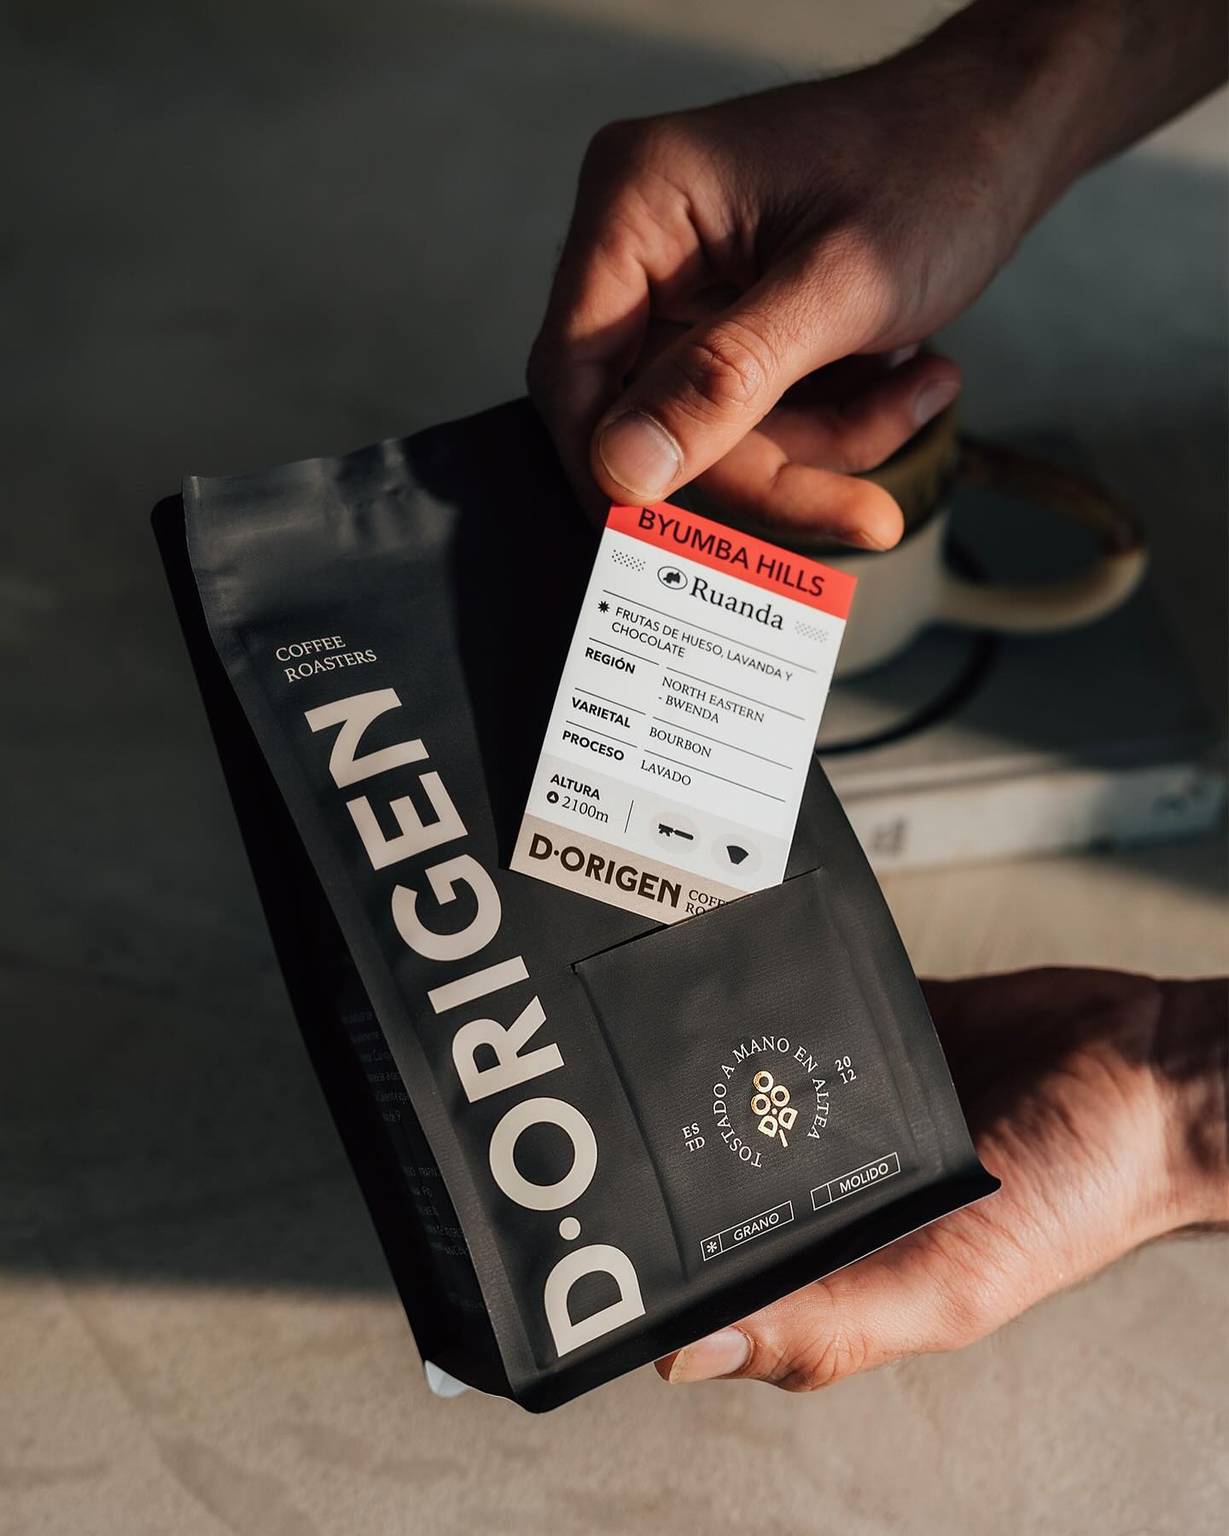 COFFEE
ROASTERS
D·ORIGEN
BYUMBA HILLS
Ruanda
FRUTAS DE HUESO, LAVANDA Y
CHOCOLATE
REGIÓN
NORTH EASTERN
- BWENDA
VARIETAL
BOURBON
PROCESO
LAVADO
ALTURA
2100m
D·ORIGEN
TOSTADO A MANO EN ALTEA
ES
TD
20
12
* GRANO
MOLIDO